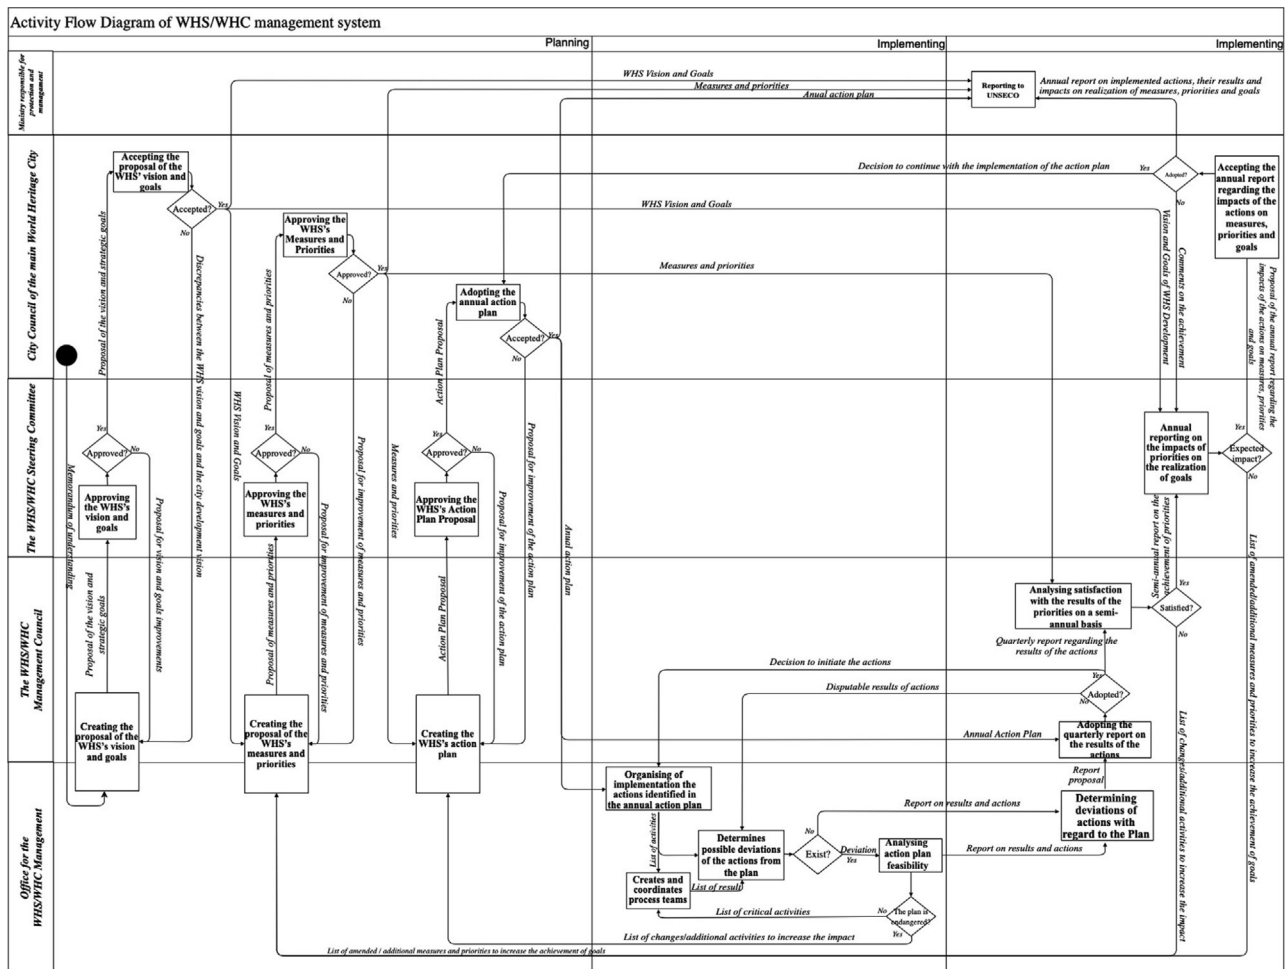 Activity Flow Diagram of WHS/WHC management system
Planning
Implementing
Implementing
Ministry responsible for
protection and
management
WHS Vision and Goals
Measures and priorities
Anual action plan
Reporting to
UNSECO
Annual report on implemented actions, their results and
impacts on realization of measures, priorities and goals
City Council of the main World Heritage City
Accepting the
proposal of the
WHS' vision and
goals
Accepted?
Yes
No
Proposal of the vision and strategic goals
Discrepancies between the WHS vision and goals and the city development
vision
Approving the
WHS's
Measures and
Priorities
Approved?
Yes
No
Proposal of measures and priorities
Adopting the
annual action
plan
Accepted?
Yes
No
Action Plan Proposal
Decision to continue with the implementation of the action plan
WHS Vision and Goals
Measures and priorities
Yes
Adopted?
No
Vision and Goals of WHS Development
Comments on the achievement
Accepting the
annual report
regarding the
impacts of the
actions on
measures,
priorities and
goals
Proposal of the annual report regarding the
impacts of the actions on measures, priorities
and goals
The WHS/WHC Steering Committee
Memorandum of understanding
Yes
Approved?
No
Approving the
WHS's
vision and
goals
Proposal for vision and goals improvements
WHS Vision and Goals
Yes
Approved?
No
Approving the
WHS's
measures and
priorities
Proposal for improvement of measures and priorities
Proposal for improvement of measures and priorities
Measures and priorities
Yes
Approved?
No
Approving the
WHS's Action
Plan Proposal
Proposal for improvement of the action plan
Proposal for improvement of the action plan
Anual action plan
Annual
reporting on
the impacts of
priorities on
the realization
of goals
Yes
Expected
impact?
No
Semi-annual report on the
achievement of priorities
List of amended/additional measures and priorities to increase the achievement of goals
The WHS/WHC
Management Council
Proposal of the vision and
strategic goals
Proposal of measures and priorities
Action Plan Proposal
Creating the
proposal of the
WHS's vision
and goals
Creating the
proposal of the
WHS's
measures and
priorities
Creating the
WHS's action
plan
Analysing satisfaction
with the results of the
priorities on a semi-
annual basis
Yes
Satisfied?
No
Quarterly report regarding the
results of the actions
Decision to initiate the actions
Disputable results of actions
Yes
Adopted?
No
Annual Action Plan
Adopting the
quarterly report on
the results of the
actions
List of changes/additional activities to increase the impact
Office for the
WHS/WHC Management
Organising of
implementation the
actions identified in
the annual action plan
List of activities
Creates and
coordinates
process teams
List of result
Determines
possible deviations
of the actions from
the plan
No
Exist?
Deviation
Yes
Report on results and actions
Analysing
action plan
feasibility
Report on results and actions
Report
proposal
Determining
deviations of
actions with
regard to the Plan
No
The plan is
endangered?
Yes
List of critical activities
List of changes/additional activities to increase the impact
List of amended / additional measures and priorities to increase the achievement of goals